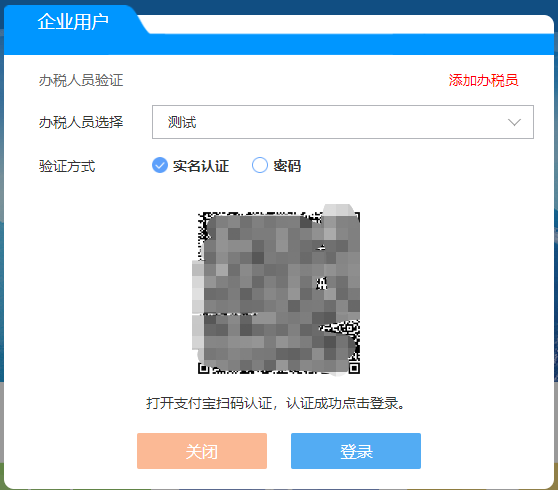 企业用户
办税人员验证 添加办税员
办税人员选择 测试
验证方式 实名认证 密码
打开支付宝扫码认证，认证成功点击登录。
关闭 登录